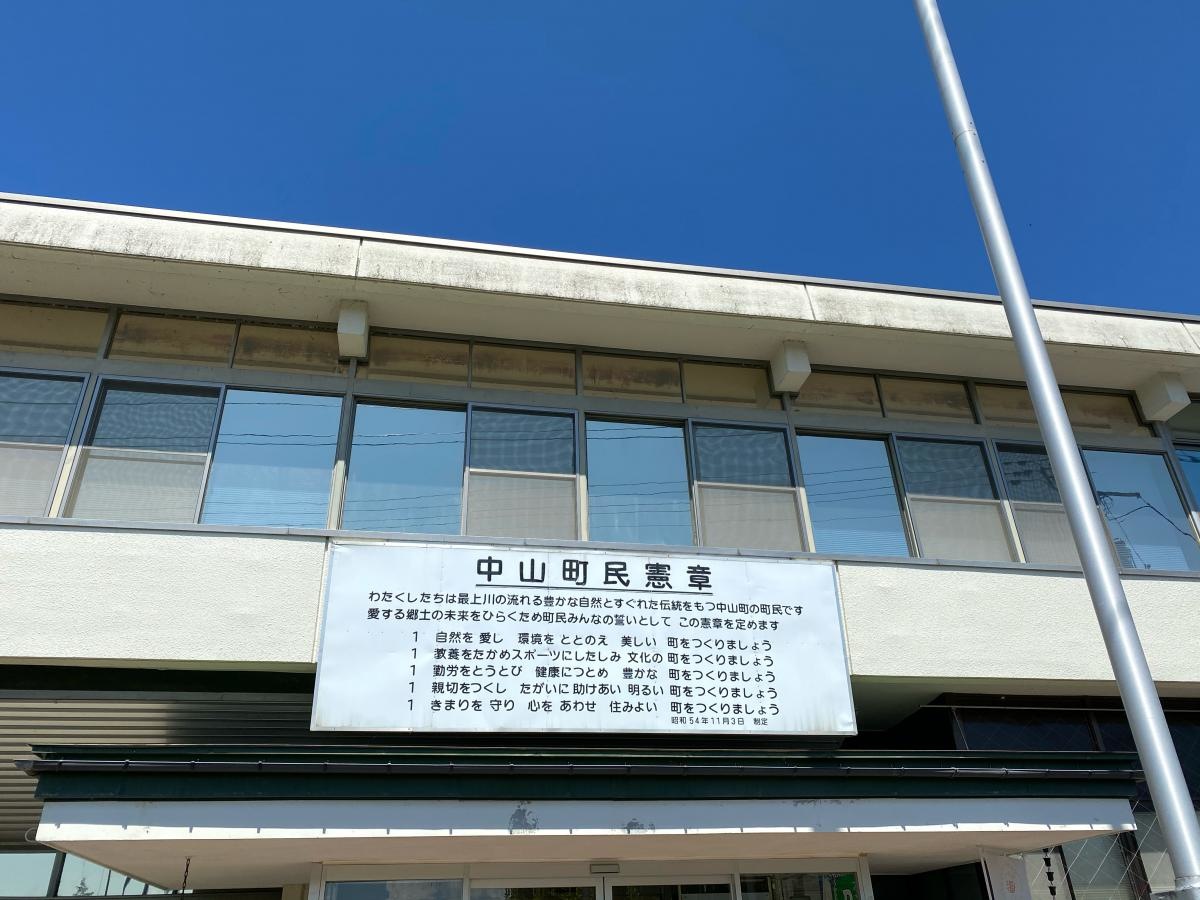 中山町民憲章
わたくしたちは最上川の流れる豊かな自然とすぐれた伝統をもつ中山町の町民です
愛する郷土の未来をひらくため町民みんなの誓いとして この憲章を定めます
1 自然を 愛し 環境を ととのえ 美しい 町をつくりましょう
1 教養をたかめスポーツにしたしみ 文化の 町をつくりましょう
1 勤労をとうとび 健康につとめ 豊かな 町をつくりましょう
1 親切をつくし たがいに 助けあい 明るい 町をつくりましょう
1 きまりを 守り 心を あわせ 住みよい 町をつくりましょう
昭和54年11月3日 制定